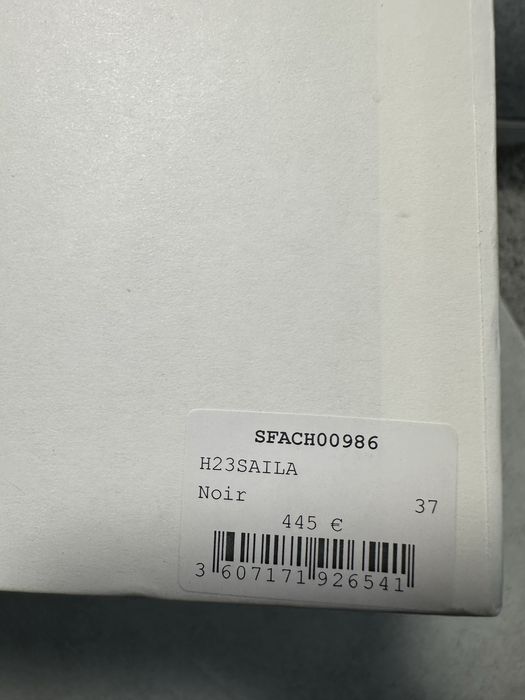 SFACH00986
H23SAILA
Noir 37
445 €
3 607171 926541